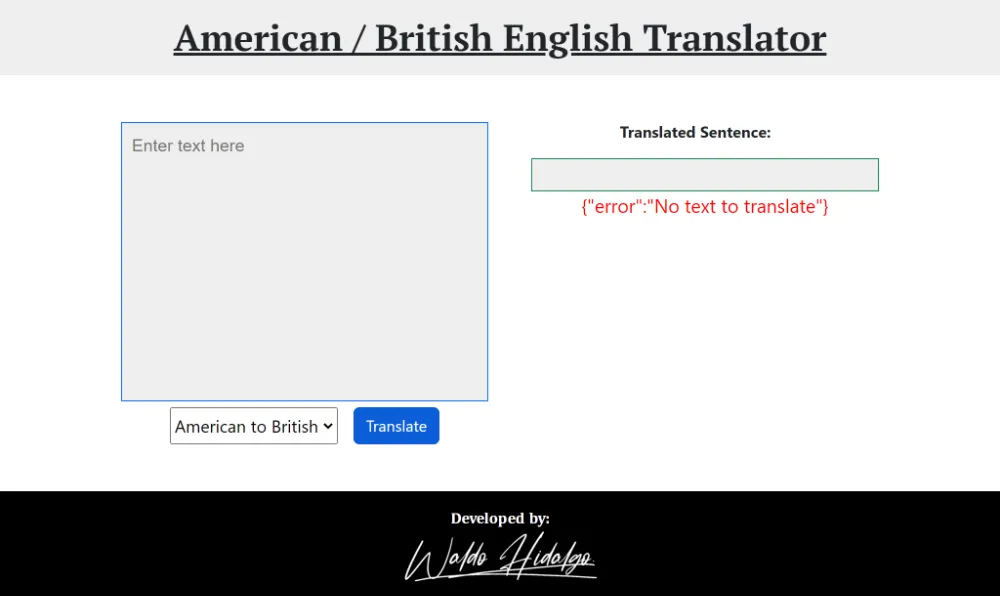 American / British English Translator
Enter text here
American to British
Translate
Translated Sentence:
{"error":"No text to translate"}
Developed by:
Waldo Hidalgo.